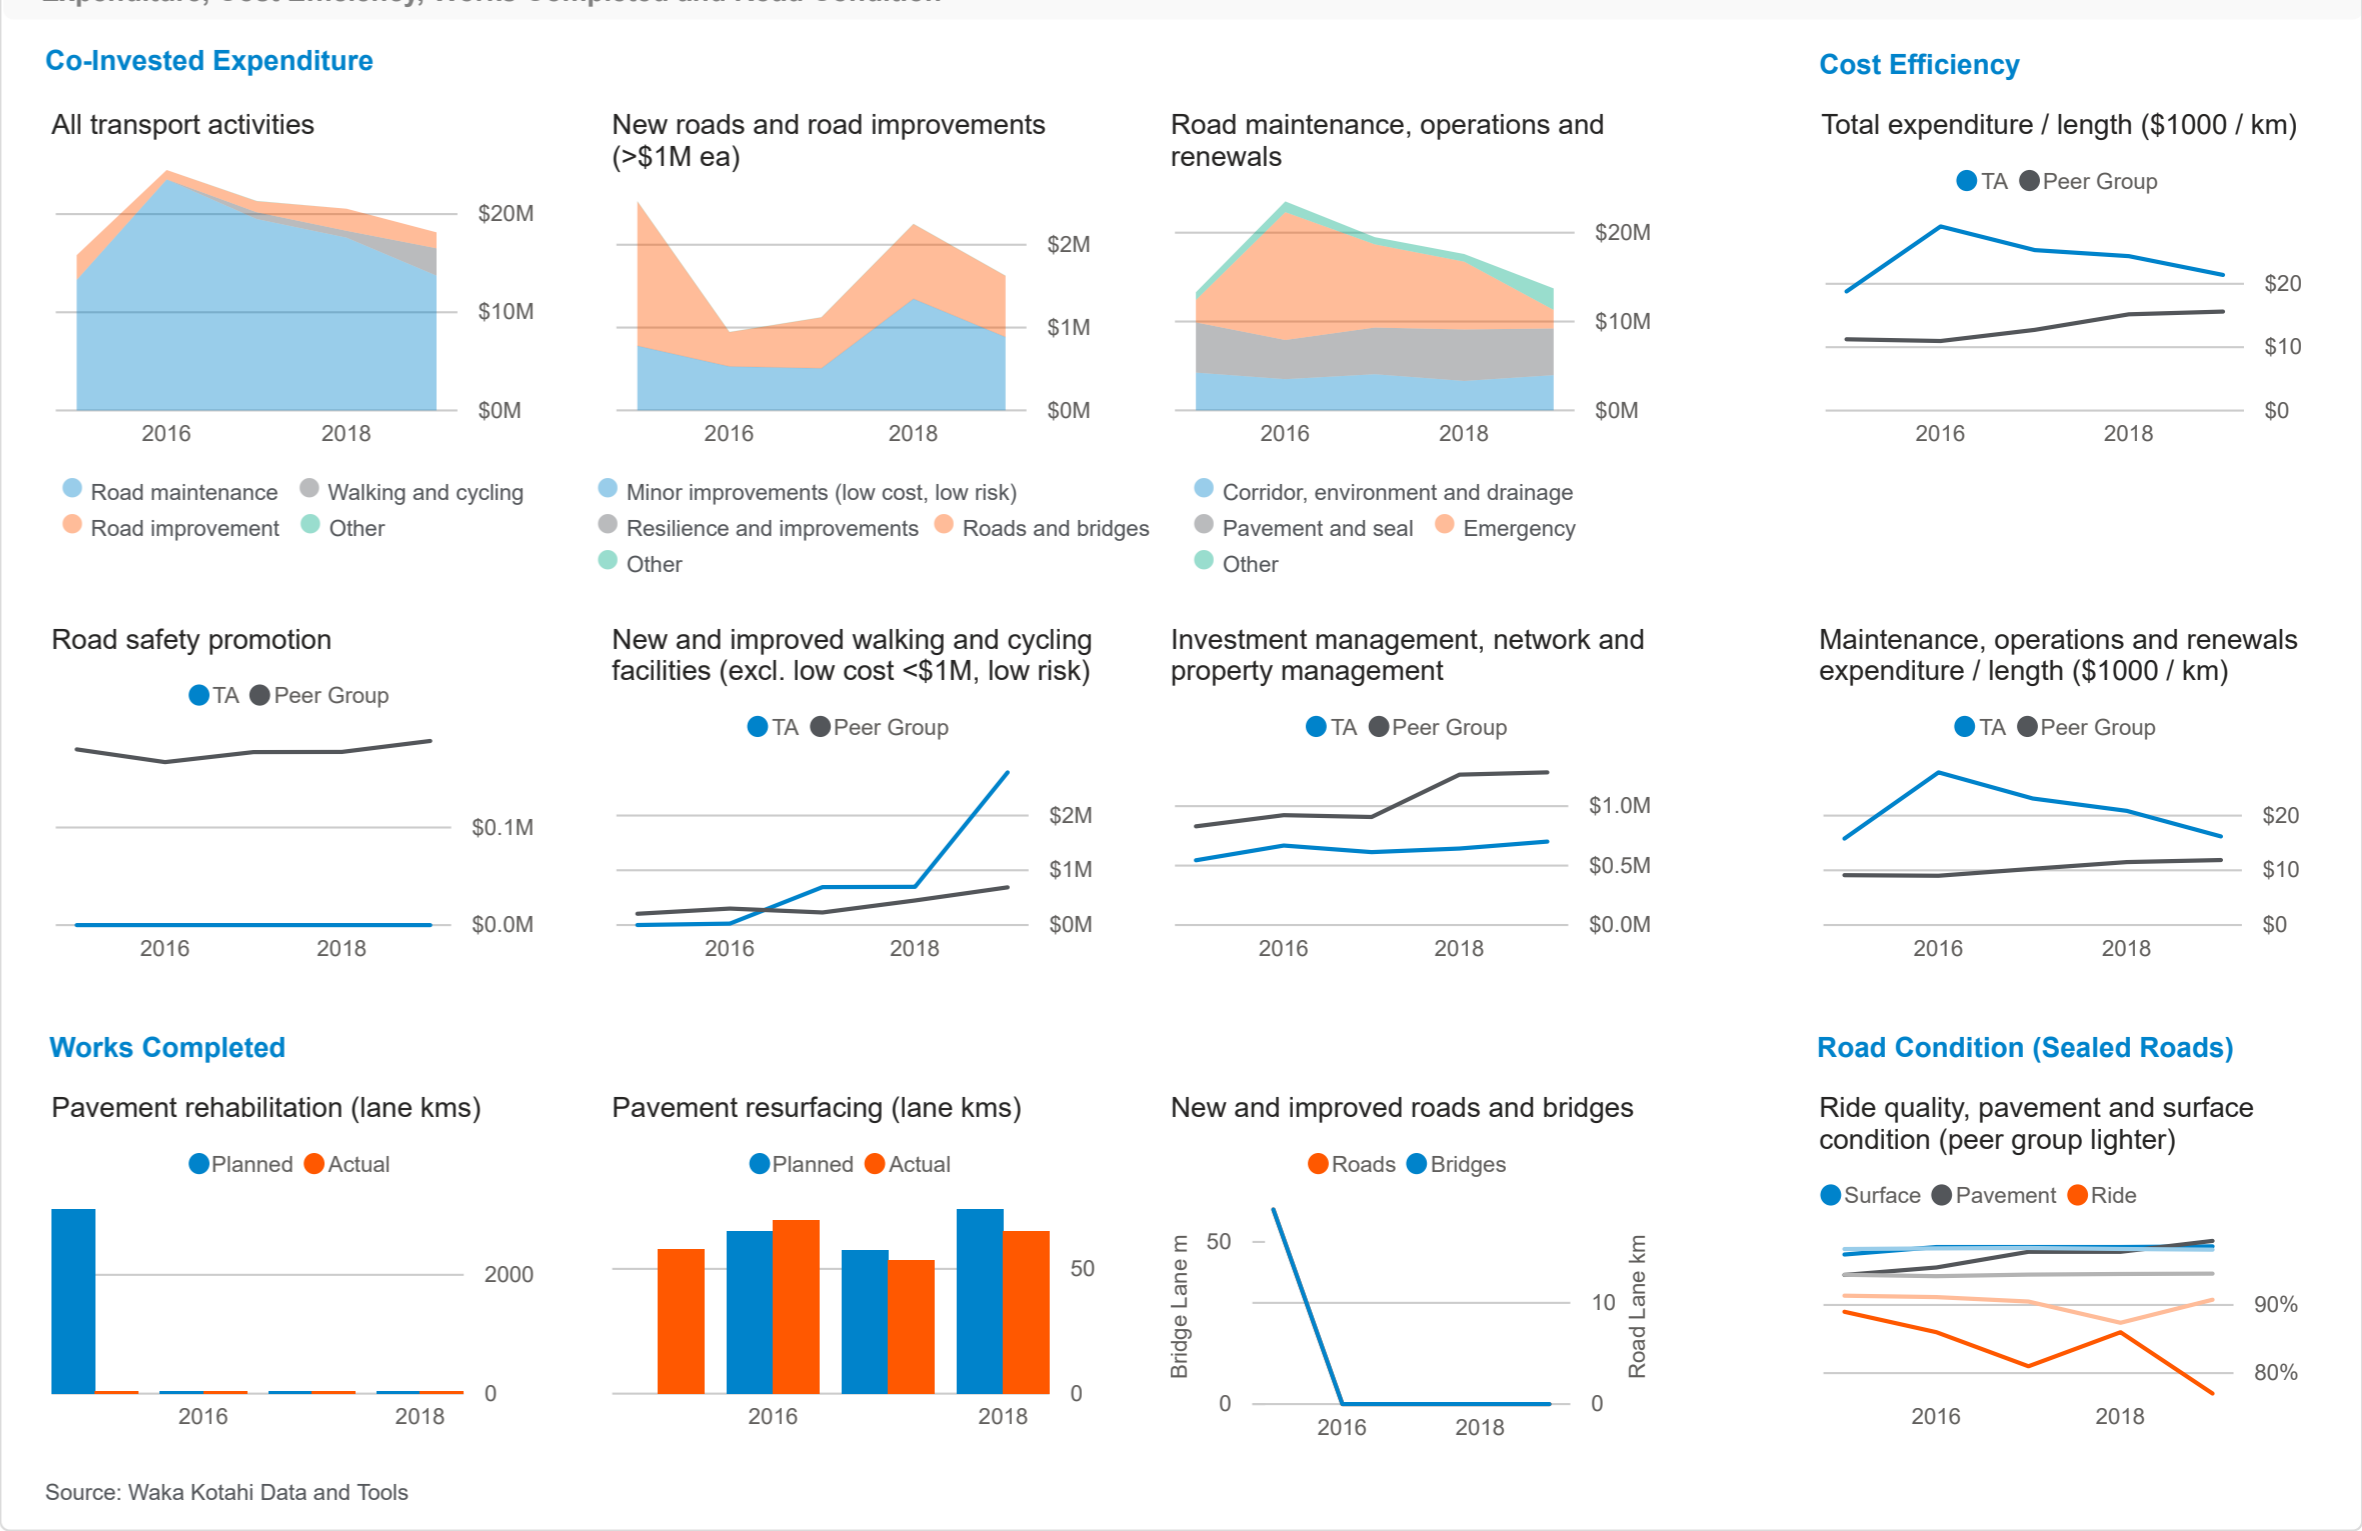 Expenditure, Cost Efficiency, Works Completed and Road Condition
Co-Invested Expenditure
Cost Efficiency
All transport activities
$20M
$10M
$0M
2016 2018
Road maintenance Walking and cycling
Road improvement Other
New roads and road improvements
(>$1M ea)
$2M
$1M
$0M
2016 2018
Minor improvements (low cost, low risk)
Resilience and improvements Roads and bridges
Other
Road maintenance, operations and
renewals
$20M
$10M
$0M
2016 2018
Corridor, environment and drainage
Pavement and seal Emergency
Other
Total expenditure / length ($1000 / km)
TA Peer Group
$20
$10
$0
2016 2018
Road safety promotion
TA Peer Group
$0.1M
$0.0M
2016 2018
New and improved walking and cycling
facilities (excl. low cost <$1M, low risk)
TA Peer Group
$2M
$1M
$0M
2016 2018
Investment management, network and
property management
TA Peer Group
$1.0M
$0.5M
$0.0M
2016 2018
Maintenance, operations and renewals
expenditure / length ($1000 / km)
TA Peer Group
$20
$10
$0
2016 2018
Works Completed
Road Condition (Sealed Roads)
Pavement rehabilitation (lane kms)
Planned Actual
2000
0
2016 2018
Pavement resurfacing (lane kms)
Planned Actual
50
0
2016 2018
New and improved roads and bridges
Roads Bridges
Bridge Lane m
50
0
10
0
Road Lane km
2016 2018
Ride quality, pavement and surface
condition (peer group lighter)
Surface Pavement Ride
90%
80%
2016 2018
Source: Waka Kotahi Data and Tools